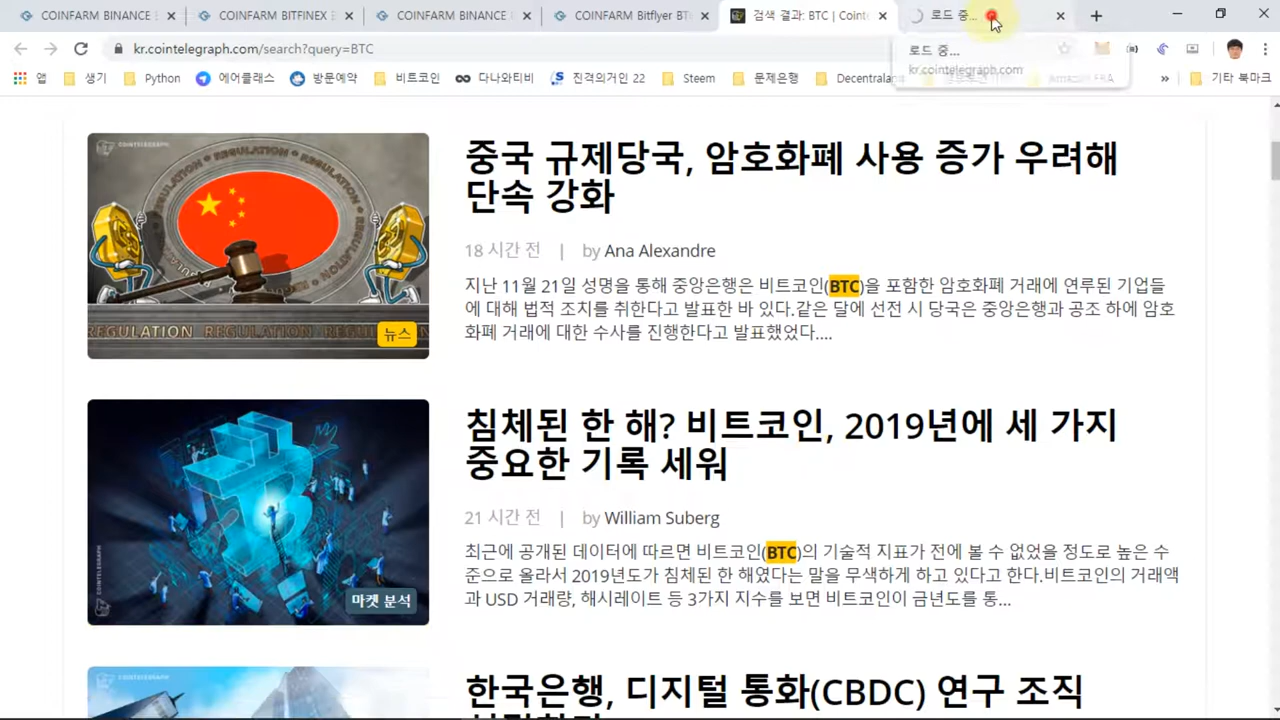 COINFARM BINANCE
COINFARM BITFINEX
COINFARM BINANCE
COINFARM Bitflyer BT
검색 결과: BTC | Coint
로드 중...
kr.cointelegraph.com/search?query=BTC
로드 중...
kr.cointelegraph.com
앱
생기
Python
비트코인
다나와티비
진격의거인 22
Steem
문제은행
Decentralan
기타 북마크
COINTELEGRAPH
REGULATION
REGULATION REGULATION REGULATION
뉴스
중국 규제당국, 암호화폐 사용 증가 우려해
단속 강화
18 시간 전 | by Ana Alexandre
지난 11월 21일 성명을 통해 중앙은행은 비트코인(BTC)을 포함한 암호화폐 거래에 연루된 기업들
에 대해 법적 조치를 취한다고 발표한 바 있다.같은 달에 선전 시 당국은 중앙은행과 공조 하에 암호
화폐 거래에 대한 수사를 진행한다고 발표했었다....
COINTELEGRAPH
마켓 분석
침체된 한 해? 비트코인, 2019년에 세 가지
중요한 기록 세워
21 시간 전 | by William Suberg
최근에 공개된 데이터에 따르면 비트코인(BTC)의 기술적 지표가 전에 볼 수 없었을 정도로 높은 수
준으로 올라서 2019년도가 침체된 한 해였다는 말을 무색하게 하고 있다고 한다.비트코인의 거래액
과 USD 거래량, 해시레이트 등 3가지 지수를 보면 비트코인이 금년도를 통...
COINTELEGRAPH
한국은행, 디지털 통화(CBDC) 연구 조직